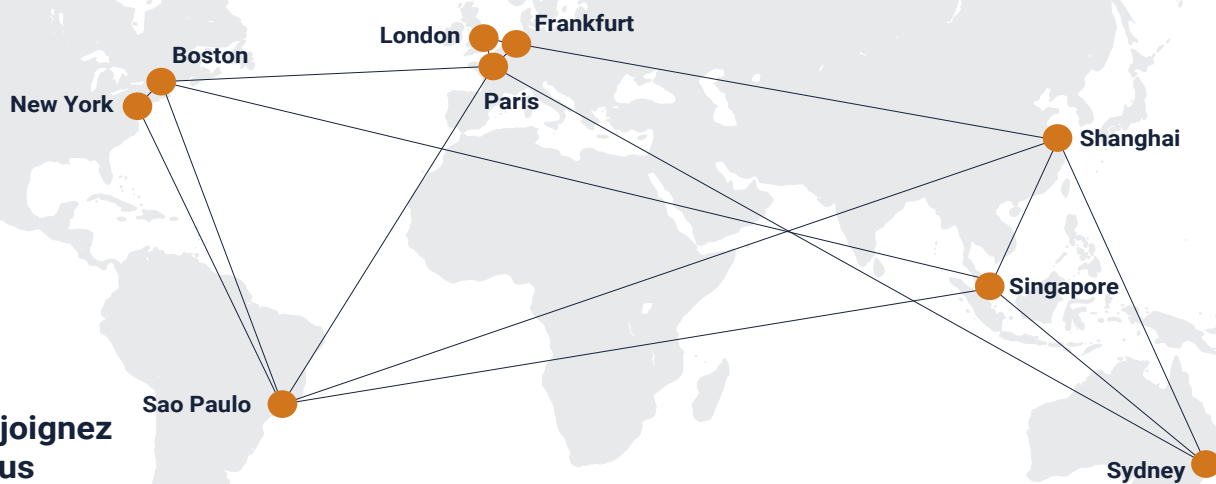 Frankfurt
London
Boston
Paris
New York
Shanghai
Singapore
Sao Paulo
joignez
us
Sydney